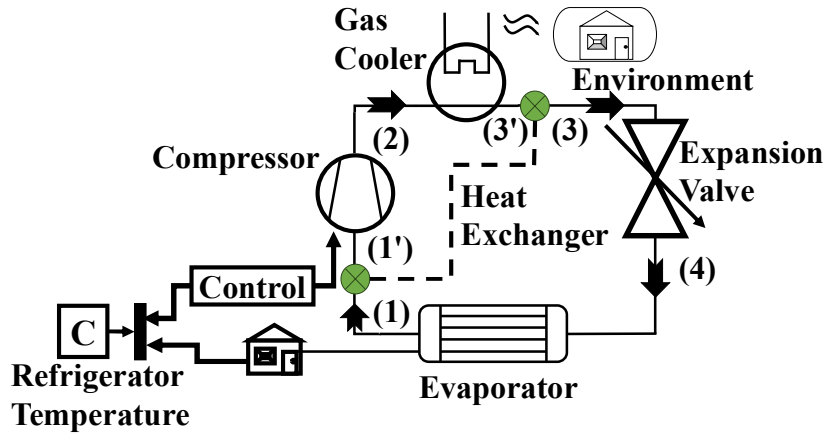 Gas
Cooler
Environment
(2)
(3')
(3)
Compressor
Expansion
Valve
Heat
Exchanger
(1')
(4)
Control
(1)
C
Refrigerator
Temperature
Evaporator